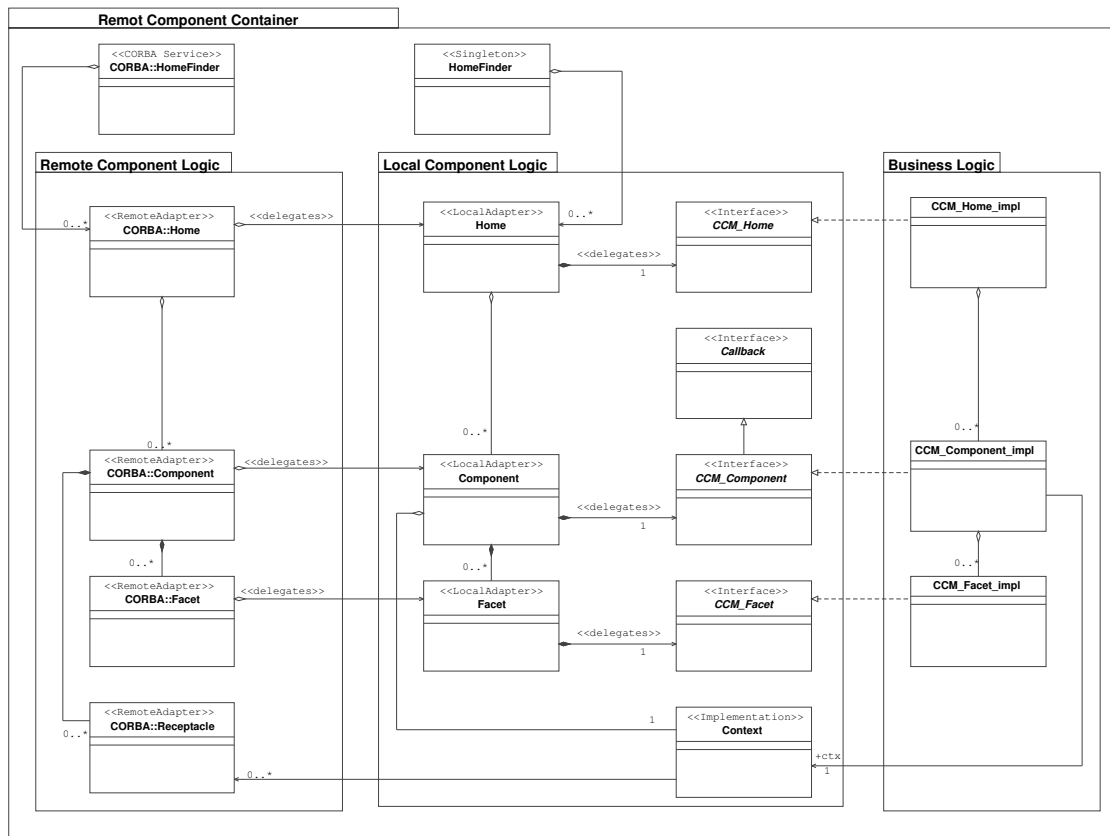 Remot Component Container
<<CORBA Service>>
CORBA::HomeFinder
<<Singleton>>
HomeFinder
Remote Component Logic
Local Component Logic
Business Logic
<<RemoteAdapter>>
CORBA::Home
0..*
<<delegates>>
<<LocalAdapter>>
Home
0..*
<<delegates>>
1
<<Interface>>
CCM_Home
CCM_Home_impl
<<Interface>>
Callback
0..*
0..*
0..*
<<RemoteAdapter>>
CORBA::Component
<<delegates>>
<<LocalAdapter>>
Component
<<delegates>>
1
<<Interface>>
CCM_Component
CCM_Component_impl
0..*
0..*
0..*
<<RemoteAdapter>>
CORBA::Facet
<<delegates>>
<<LocalAdapter>>
Facet
<<delegates>>
1
<<Interface>>
CCM_Facet
CCM_Facet_impl
<<RemoteAdapter>>
CORBA::Receptacle
0..*
0..*
1
<<Implementation>>
Context
+ctx
1